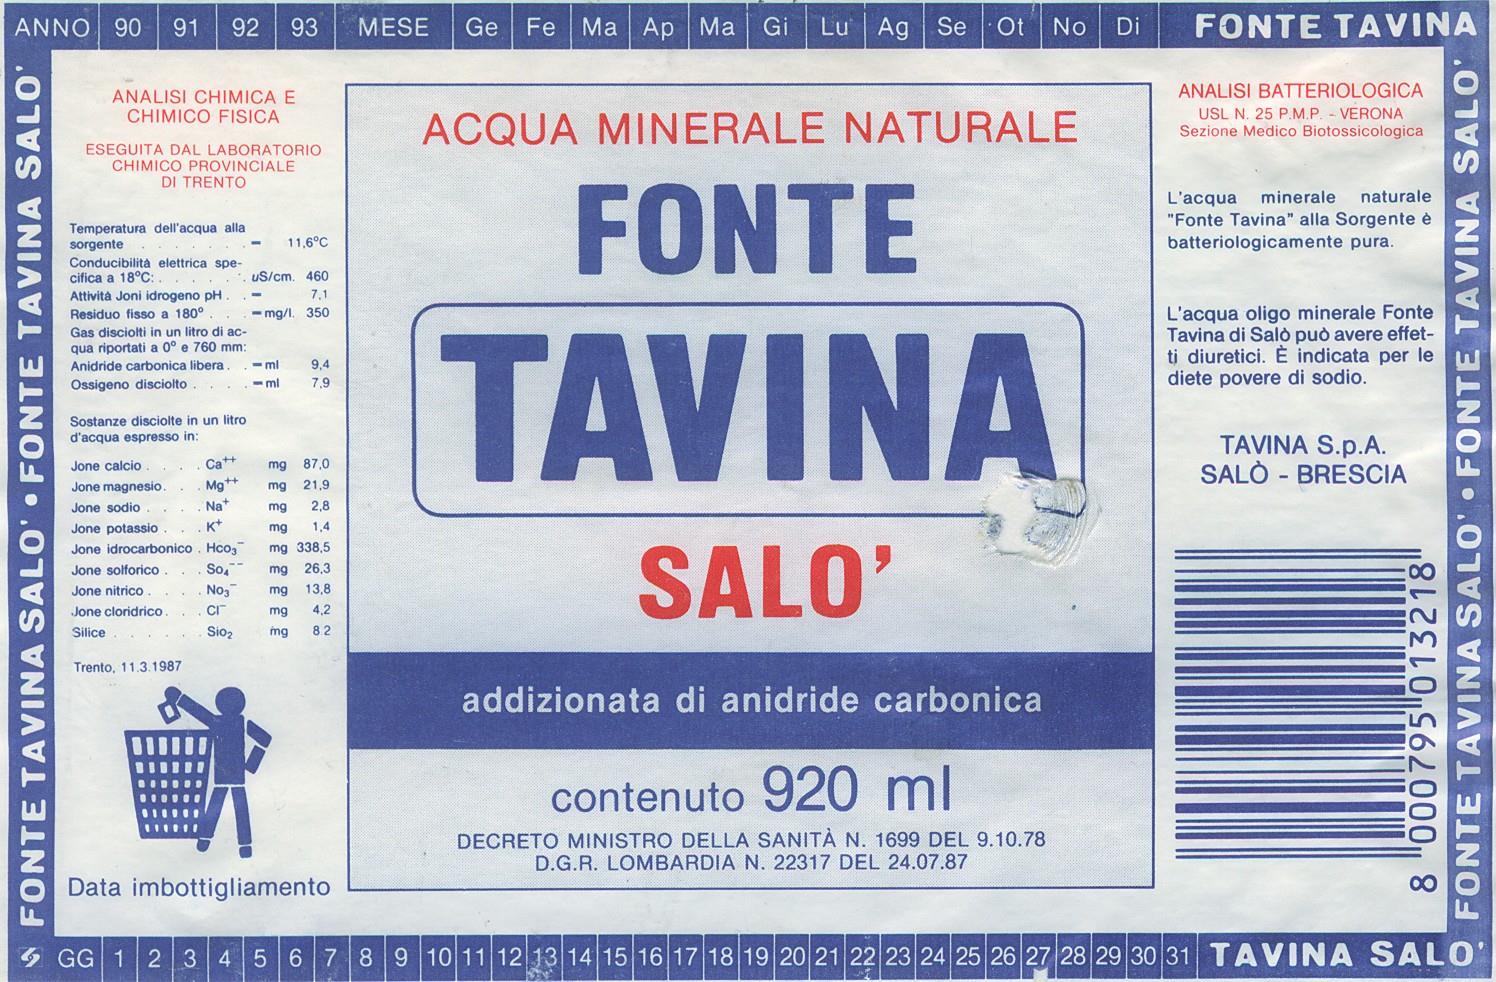 ANNO 90 91 92 93 MESE Ge Fe Ma Ap Ma Gi Lu Ag Se Ot No Di FONTE TAVINA
FONTE TAVINA SALO' • FONTE TAVINA SALO'
ANALISI CHIMICA E
CHIMICO FISICA
ESEGUITA DAL LABORATORIO
CHIMICO PROVINCIALE
DI TRENTO
Temperatura dell'acqua alla
sorgente . . . . . . . = 11,6°C
Conducibilità elettrica spe-
cifica a 18°C: . . . . . . uS/cm. 460
Attività Joni idrogeno pH . . = 7,1
Residuo fisso a 180° . . . = mg/l. 350
Gas disciolti in un litro di ac-
qua riportati a 0° e 760 mm:
Anidride carbonica libera . . = ml 9,4
Ossigeno disciolto . . . . = ml 7,9
Sostanze disciolte in un litro
d'acqua espresso in:
Jone calcio . . . . Ca++ mg 87,0
Jone magnesio . . . Mg++ mg 21,9
Jone sodio . . . . Na+ mg 2,8
Jone potassio . . . K+ mg 1,4
Jone idrocarbonico . Hco3- mg 338,5
Jone solforico . . . So4-- mg 26,3
Jone nitrico . . . . No3- mg 13,8
Jone cloridrico . . . Cl- mg 4,2
Silice . . . . . . Sio2 mg 8 2
Trento, 11.3.1987
Data imbottigliamento
ACQUA MINERALE NATURALE
FONTE
TAVINA
SALO'
addizionata di anidride carbonica
contenuto 920 ml
DECRETO MINISTRO DELLA SANITÀ N. 1699 DEL 9.10.78
D.G.R. LOMBARDIA N. 22317 DEL 24.07.87
ANALISI BATTERIOLOGICA
USL N. 25 P.M.P. - VERONA
Sezione Medico Biotossicologica
L'acqua minerale naturale
"Fonte Tavina" alla Sorgente è
batteriologicamente pura.
L'acqua oligo minerale Fonte
Tavina di Salò può avere effet-
ti diuretici. È indicata per le
diete povere di sodio.
TAVINA S.p.A.
SALÒ - BRESCIA
8 000795 013218
FONTE TAVINA SALO' • FONTE TAVINA SALO'
GG 1 2 3 4 5 6 7 8 9 10 11 12 13 14 15 16 17 18 19 20 21 22 23 24 25 26 27 28 29 30 31 TAVINA SALO'